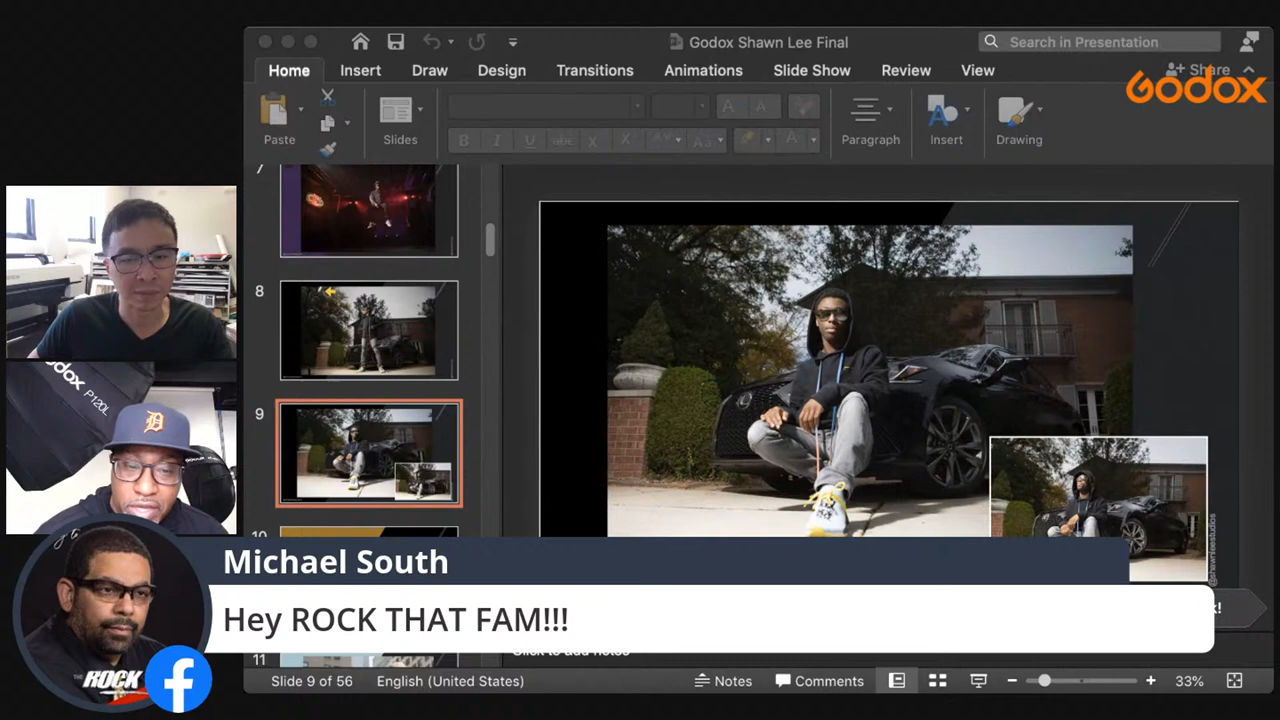 Godox Shawn Lee Final
Search in Presentation
Home Insert Draw Design Transitions Animations Slide Show Review View
Share
Godox
Paste
Slides
Paragraph
Insert
Drawing
7
8
9
10
11
Godox P120L
D
@shawnleestudios
Michael South
Hey ROCK THAT FAM!!!
THE ROCK
Click to add notes
Slide 9 of 56
English (United States)
Notes
Comments
33%